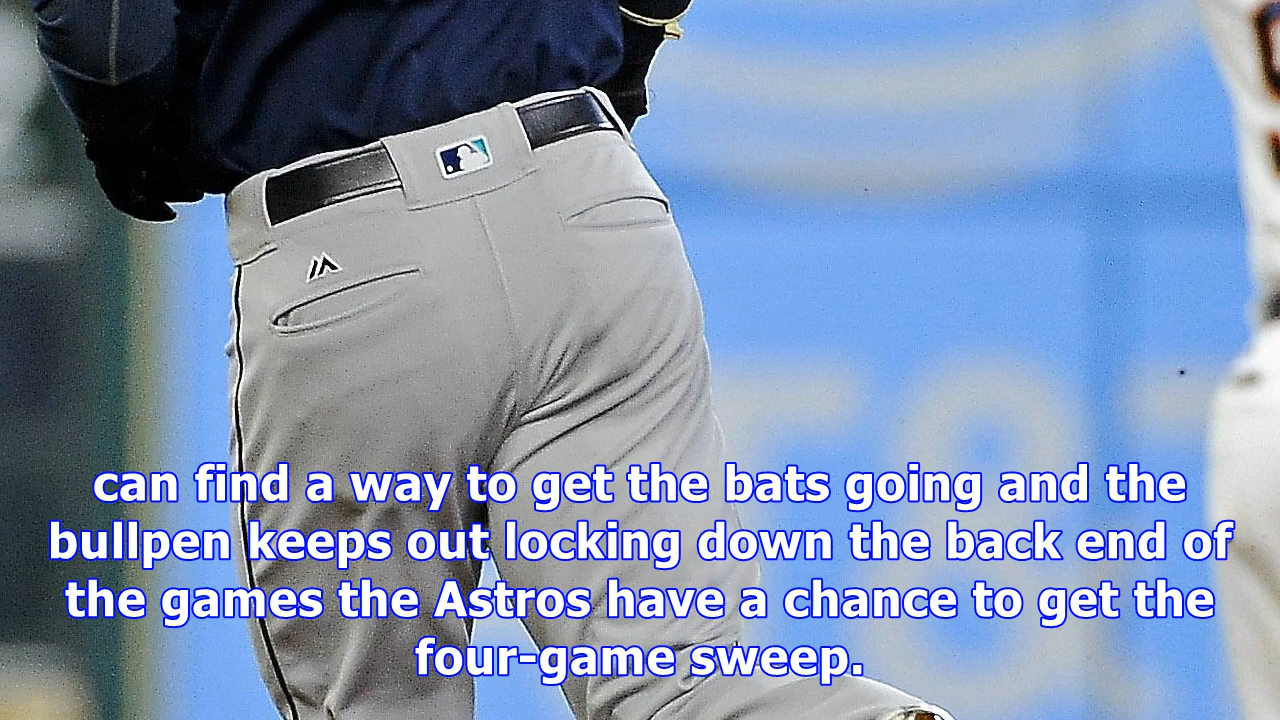 can find a way to get the bats going and the
bullpen keeps out locking down the back end of
the games the Astros have a chance to get the
four-game sweep.